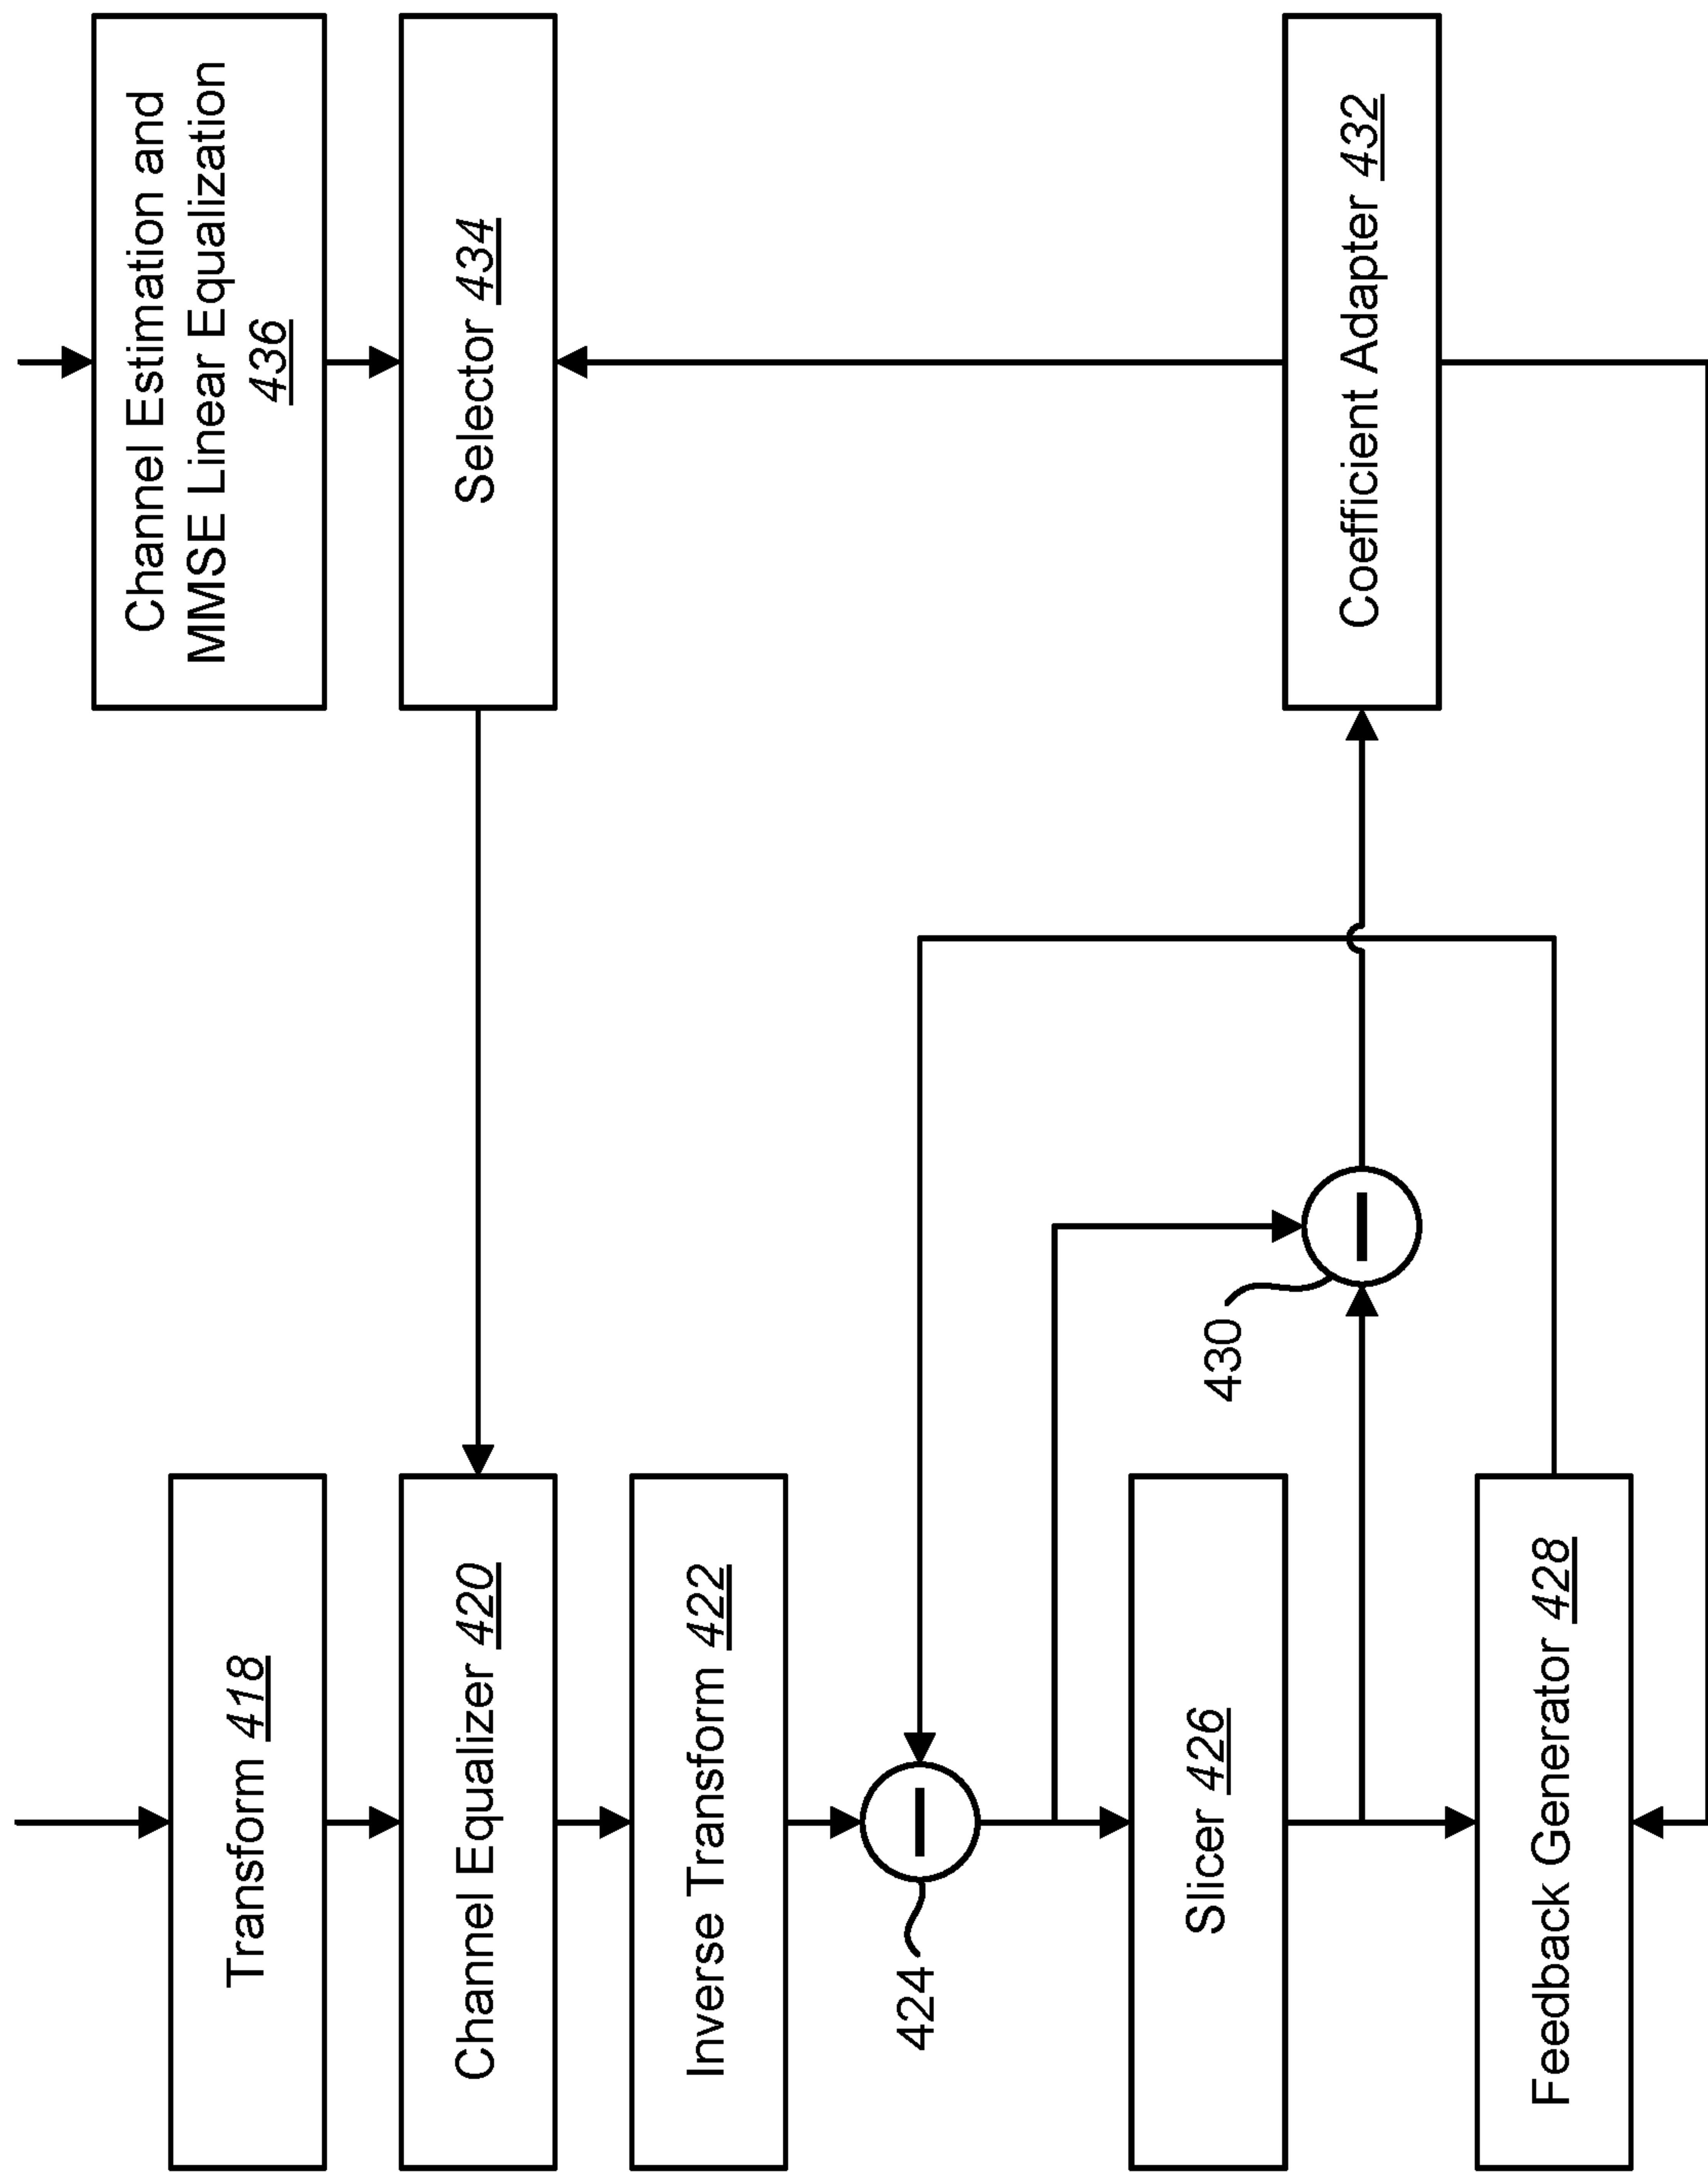 Channel Estimation and
MMSE Linear Equalization
436
Selector 434
Coefficient Adapter 432
430
Transform 418
Channel Equalizer 420
Inverse Transform 422
424
Slicer 426
Feedback Generator 428